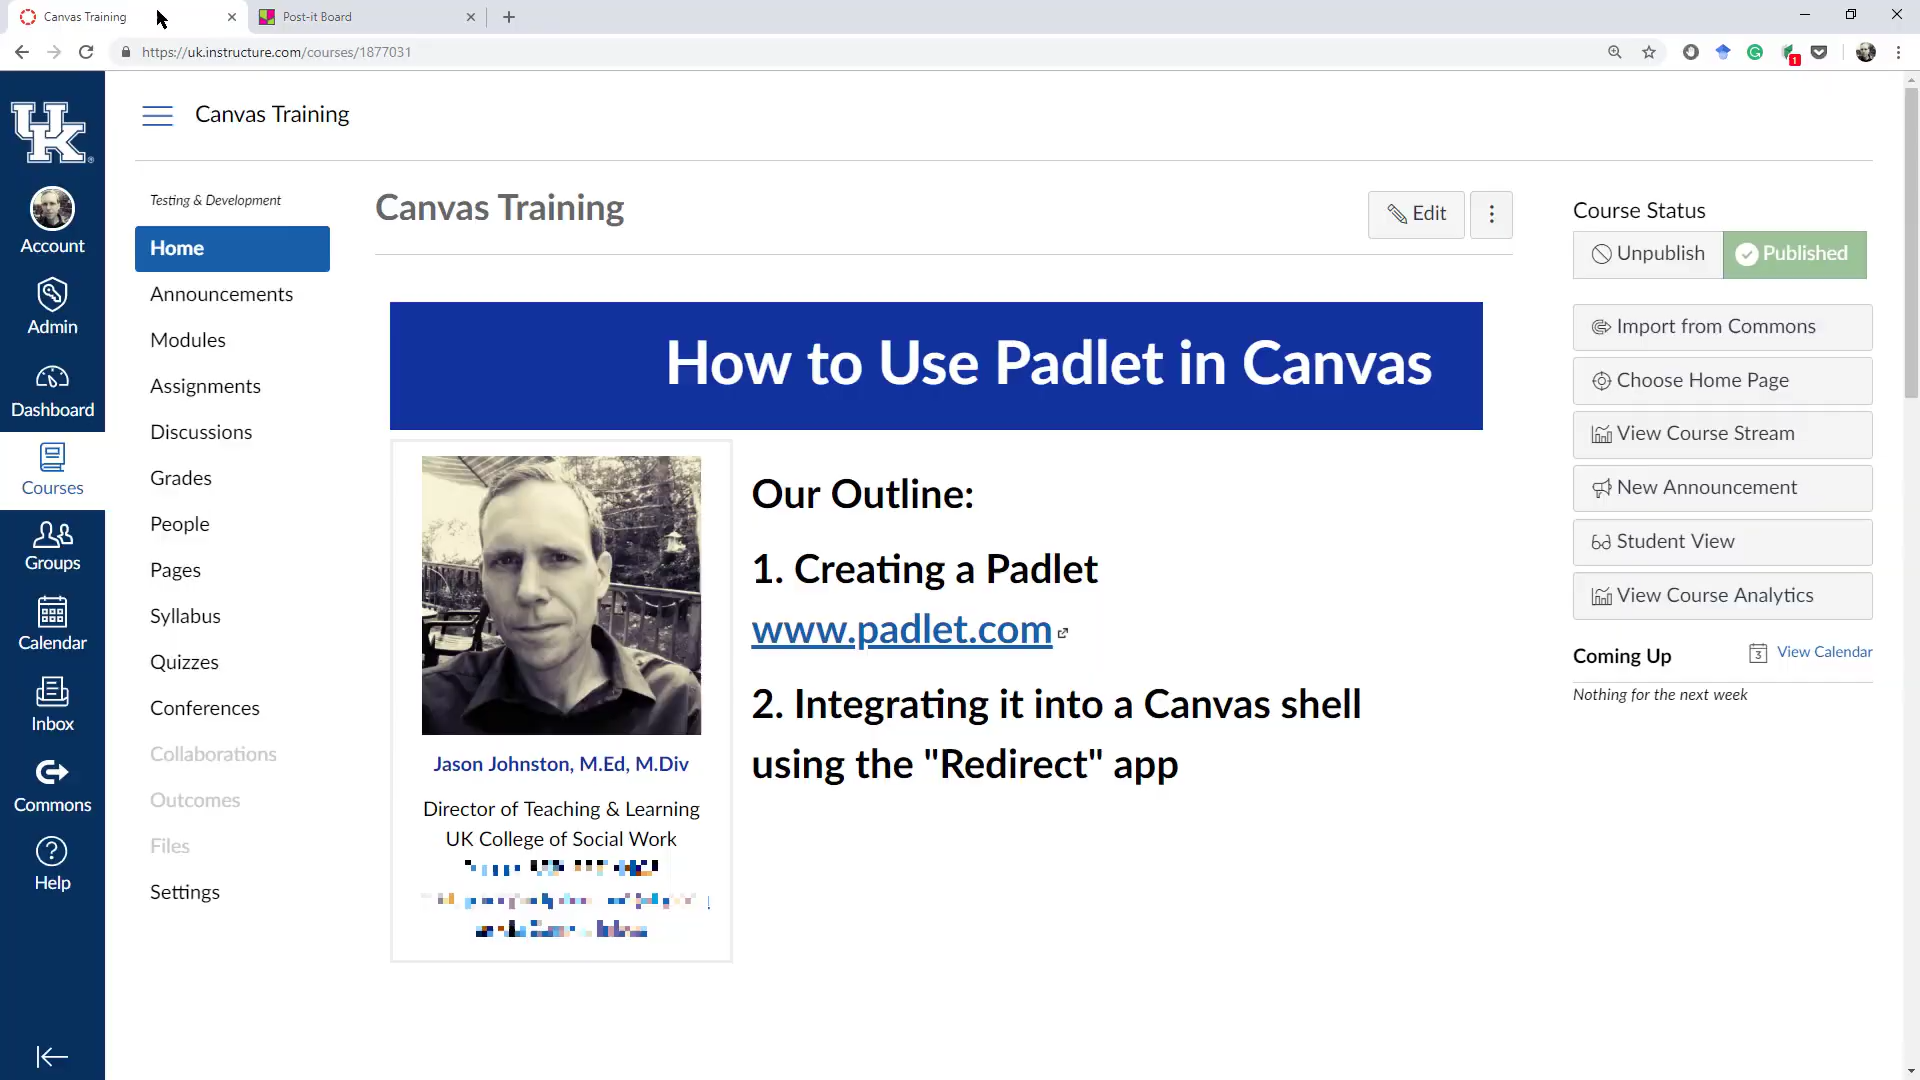 Canvas Training
Post-it Board
https://uk.instructure.com/courses/1877031
1
UK
Canvas Training
Account
Admin
Dashboard
Courses
Groups
Calendar
Inbox
Commons
Help
Testing & Development
Home
Announcements
Modules
Assignments
Discussions
Grades
People
Pages
Syllabus
Quizzes
Conferences
Collaborations
Outcomes
Files
Settings
Canvas Training
Edit
How to Use Padlet in Canvas
Jason Johnston, M.Ed, M.Div
Director of Teaching & Learning
UK College of Social Work
Our Outline:
1. Creating a Padlet
www.padlet.com
2. Integrating it into a Canvas shell
using the "Redirect" app
Course Status
Unpublish
Published
Import from Commons
Choose Home Page
View Course Stream
New Announcement
Student View
View Course Analytics
Coming Up
3
View Calendar
Nothing for the next week